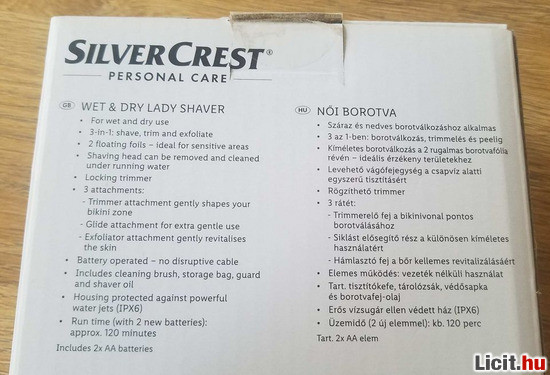 SILVERCREST®
PERSONAL CARE
GB WET & DRY LADY SHAVER
• For wet and dry use
• 3-in-1: shave, trim and exfoliate
• 2 floating foils – ideal for sensitive areas
• Shaving head can be removed and cleaned
under running water
• Locking trimmer
• 3 attachments:
- Trimmer attachment gently shapes your
bikini zone
- Glide attachment for extra gentle use
- Exfoliator attachment gently revitalises
the skin
• Battery operated – no disruptive cable
• Includes cleaning brush, storage bag, guard
and shaver oil
• Housing protected against powerful
water jets (IPX6)
• Run time (with 2 new batteries):
approx. 120 minutes
Includes 2x AA batteries
HU NŐI BOROTVA
• Száraz és nedves borotválkozáshoz alkalmas
• 3 az 1-ben: borotválkozás, trimmelés és peelig
• Kíméletes borotválkozás a 2 rugalmas borotvafólia
révén – ideális érzékeny területekhez
• Levehető vágófejegység a csapvíz alatti
egyszerű tisztításért
• Rögzíthető trimmer
• 3 rátét:
- Trimmerelő fej a bikinivonal pontos
borotválásához
- Siklást elősegítő rész a különösen kíméletes
használatért
- Hámlasztó fej a bőr kellemes revitalizálásáért
• Elemes működés: vezeték nélküli használat
• Tart. tisztítókefe, tárolózsák, védősapka
és borotvafej-olaj
• Erős vízsugár ellen védett ház (IPX6)
• Üzemidő (2 új elemmel): kb. 120 perc
Tart. 2x AA elem
Licit.hu